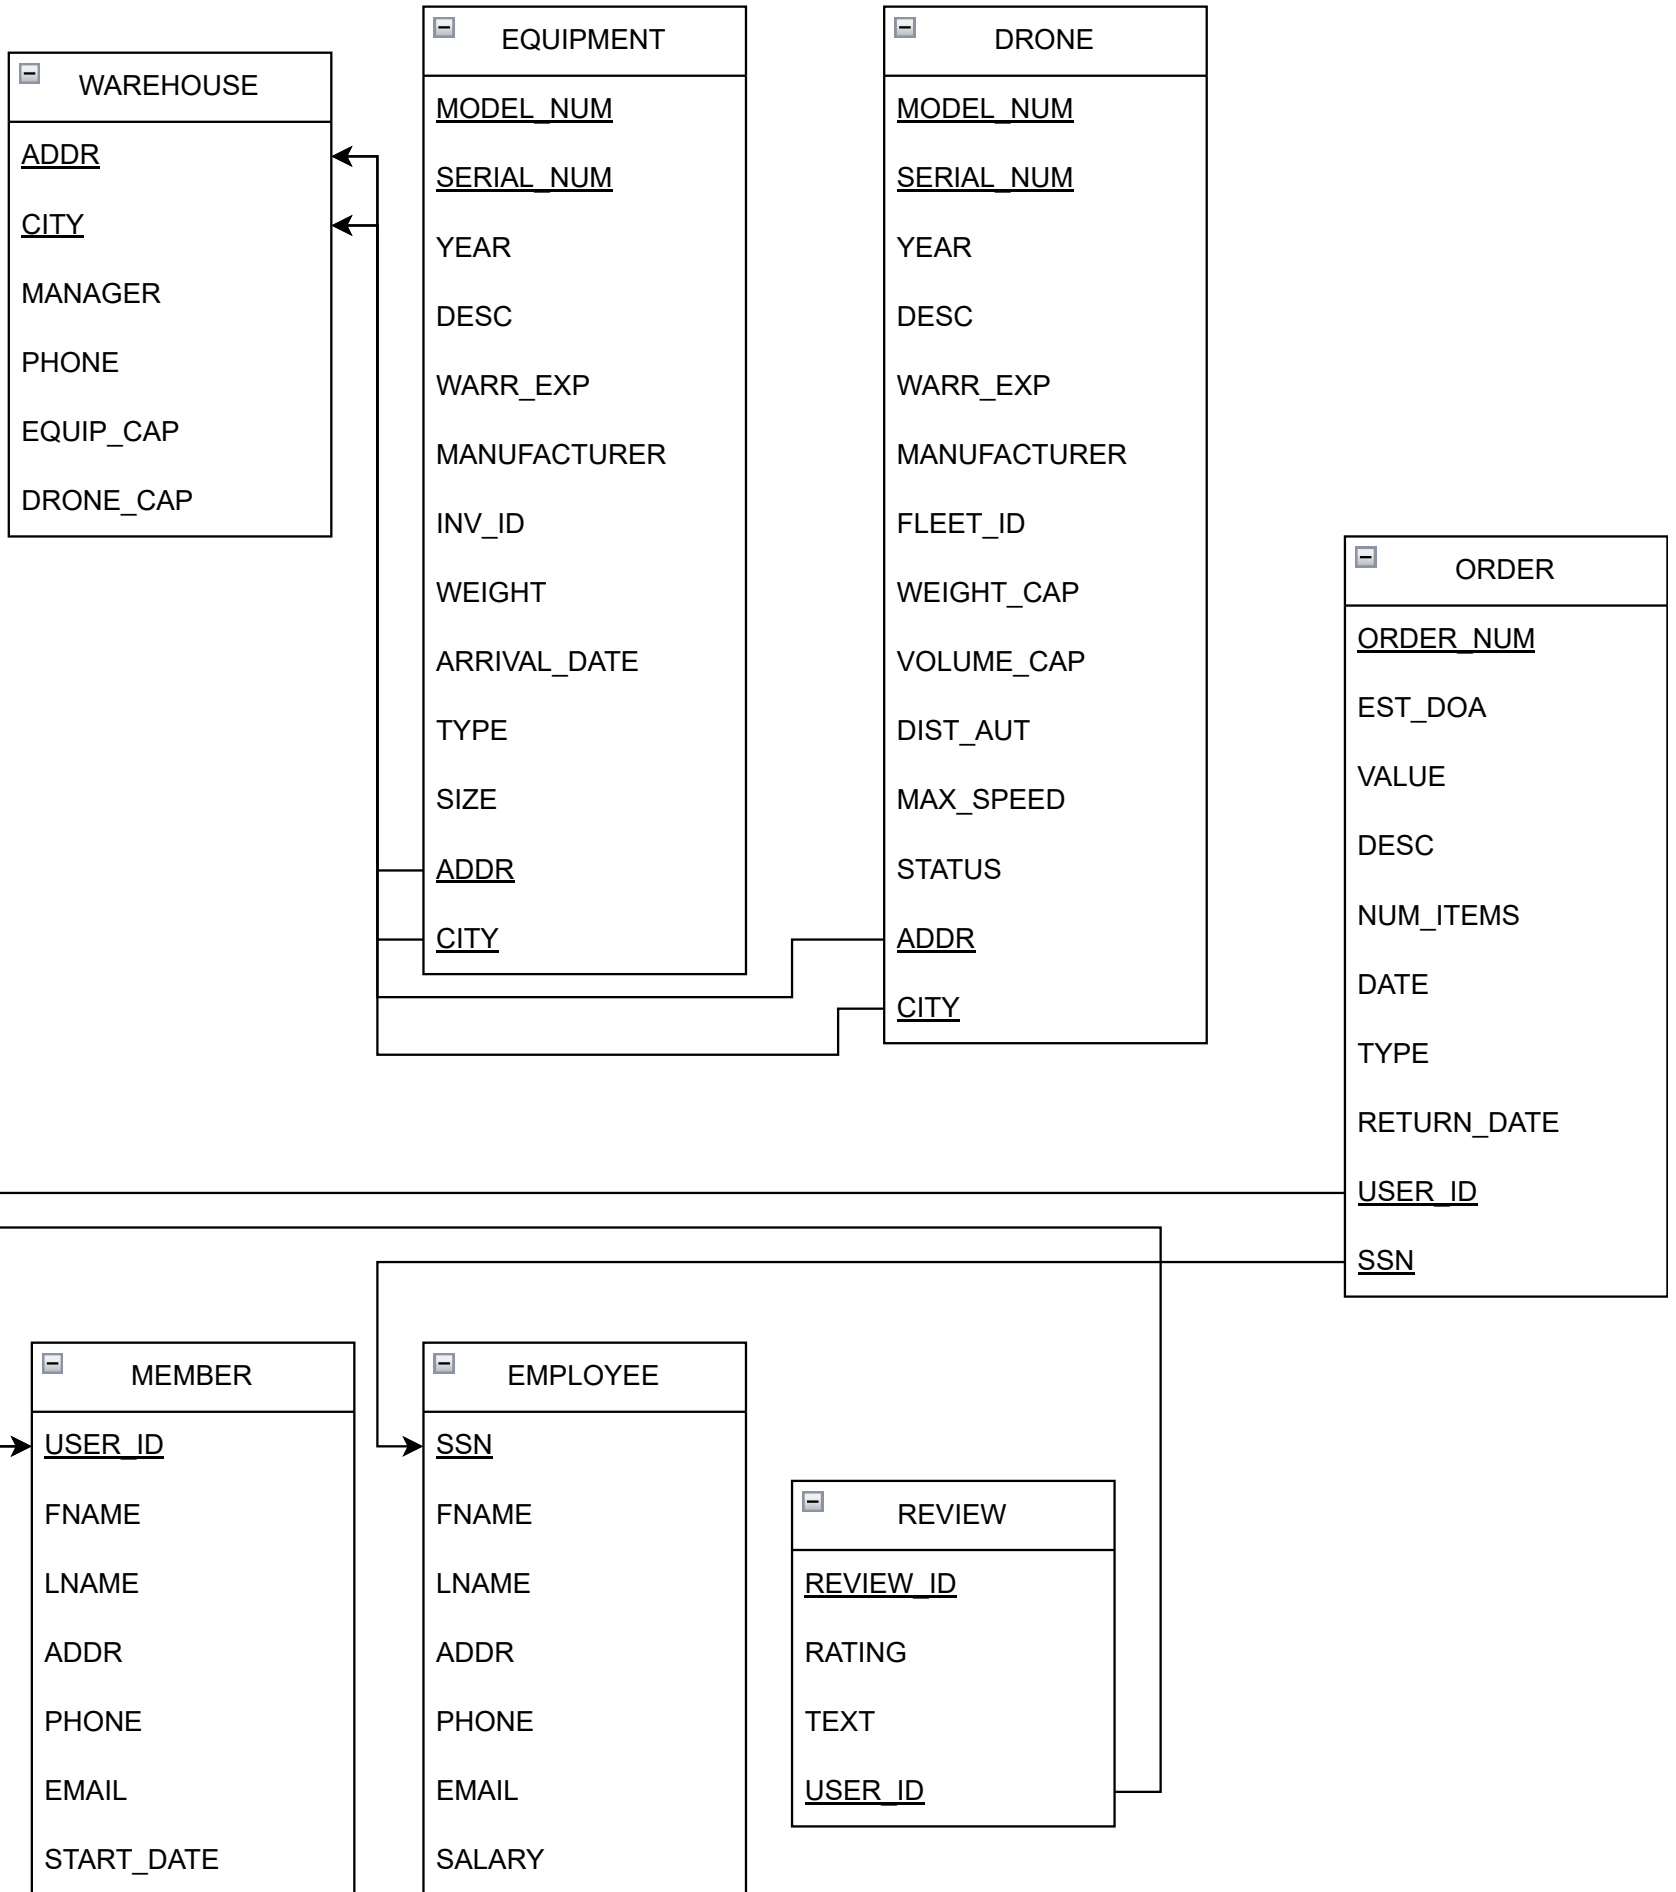 WAREHOUSE
ADDR
CITY
MANAGER
PHONE
EQUIP_CAP
DRONE_CAP
EQUIPMENT
MODEL_NUM
SERIAL_NUM
YEAR
DESC
WARR_EXP
MANUFACTURER
INV_ID
WEIGHT
ARRIVAL_DATE
TYPE
SIZE
ADDR
CITY
DRONE
MODEL_NUM
SERIAL_NUM
YEAR
DESC
WARR_EXP
MANUFACTURER
FLEET_ID
WEIGHT_CAP
VOLUME_CAP
DIST_AUT
MAX_SPEED
STATUS
ADDR
CITY
ORDER
ORDER_NUM
EST_DOA
VALUE
DESC
NUM_ITEMS
DATE
TYPE
RETURN_DATE
USER_ID
SSN
MEMBER
USER_ID
FNAME
LNAME
ADDR
PHONE
EMAIL
START_DATE
EMPLOYEE
SSN
FNAME
LNAME
ADDR
PHONE
EMAIL
SALARY
REVIEW
REVIEW_ID
RATING
TEXT
USER_ID